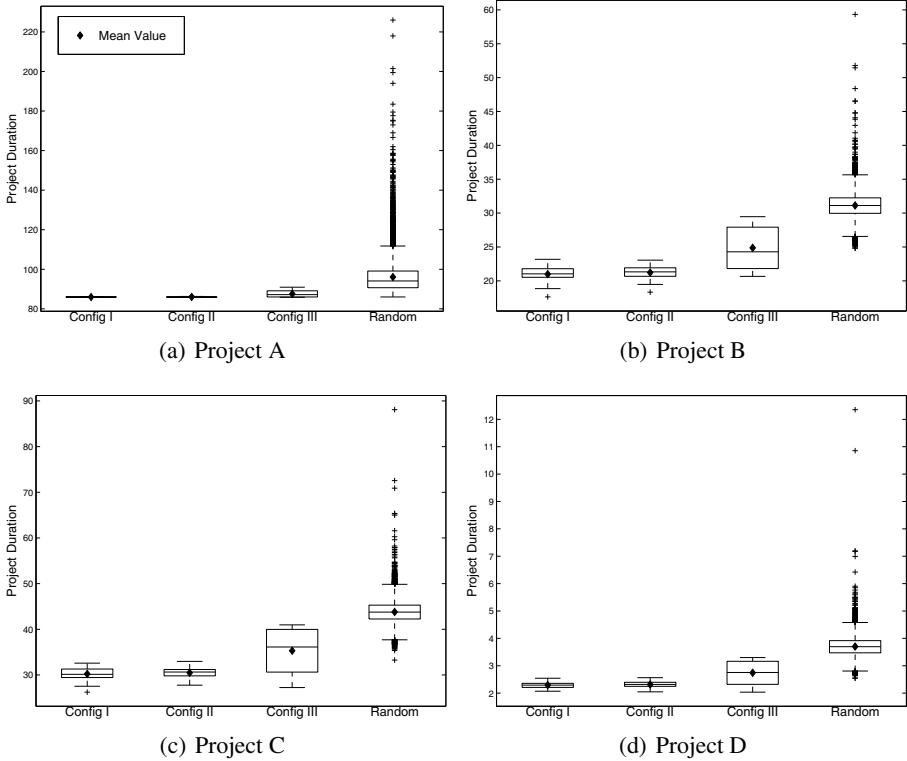 Mean Value
Project Duration
220
200
180
160
140
120
100
80
Config I Config II Config III Random
(a) Project A
Project Duration
60
55
50
45
40
35
30
25
20
Config I Config II Config III Random
(b) Project B
Project Duration
90
80
70
60
50
40
30
Config I Config II Config III Random
(c) Project C
Project Duration
12
11
10
9
8
7
6
5
4
3
2
Config I Config II Config III Random
(d) Project D